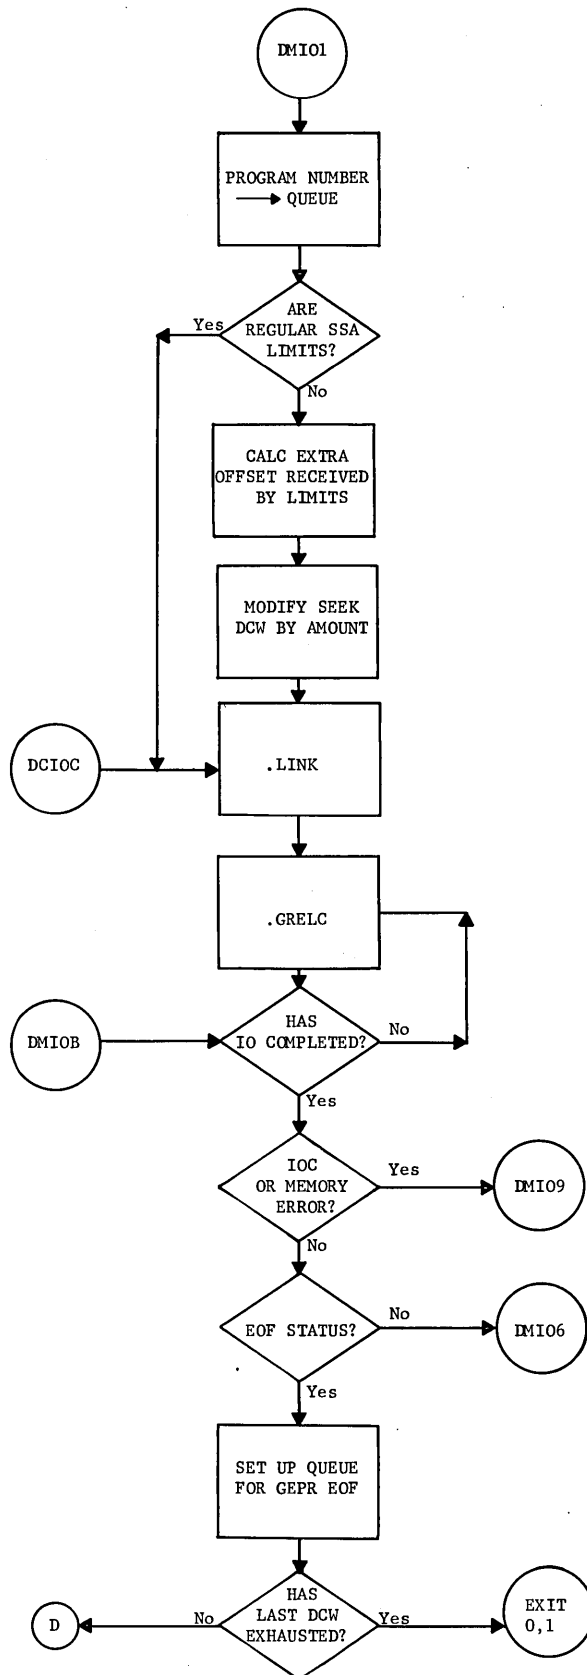 DMIO1
PROGRAM NUMBER
QUEUE
ARE
REGULAR SSA
LIMITS?
Yes
No
CALC EXTRA
OFFSET RECEIVED
BY LIMITS
MODIFY SEEK
DCW BY AMOUNT
DCIOC
.LINK
.GRELC
DMIOB
HAS
IO COMPLETED?
No
Yes
IOC
OR MEMORY
ERROR?
Yes
DMIO9
No
EOF STATUS?
No
DMIO6
Yes
SET UP QUEUE
FOR GEPR EOF
HAS
LAST DCW
EXHAUSTED?
No
D
Yes
EXIT
0,1